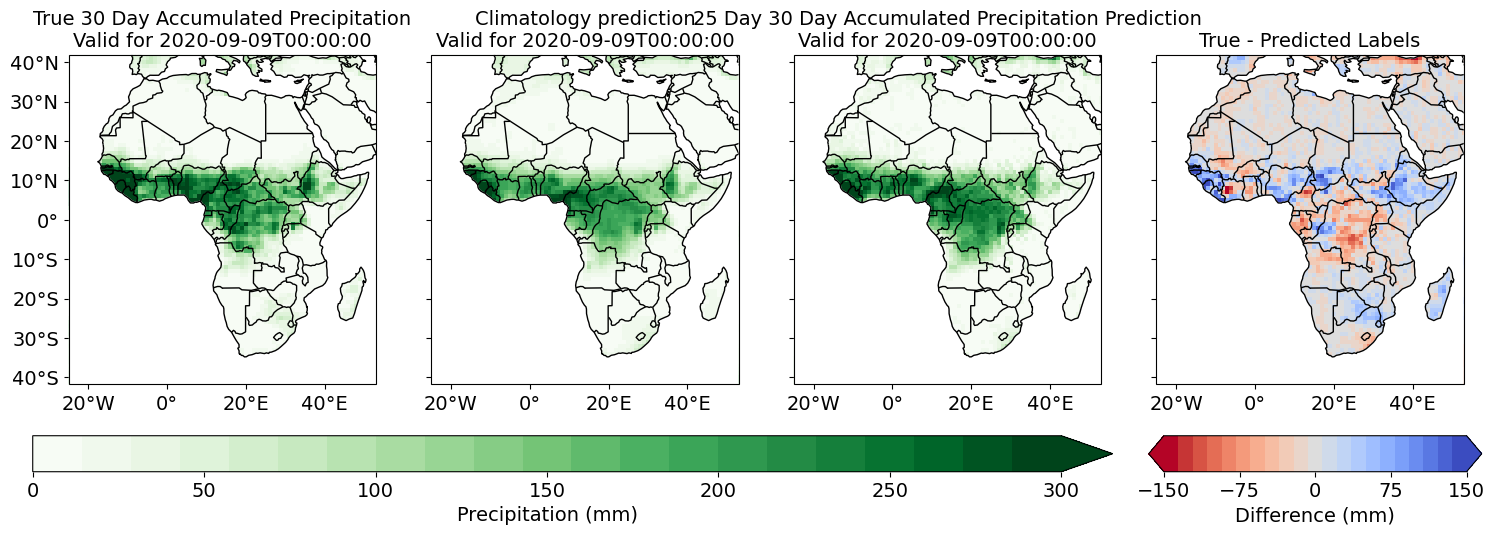 True 30 Day Accumulated Precipitation
Valid for 2020-09-09T00:00:00
Climatology prediction
Valid for 2020-09-09T00:00:00
25 Day 30 Day Accumulated Precipitation Prediction
Valid for 2020-09-09T00:00:00
True - Predicted Labels
40°N
30°N
20°N
10°N
0°
10°S
20°S
30°S
40°S
20°W 0° 20°E 40°E
20°W 0° 20°E 40°E
20°W 0° 20°E 40°E
20°W 0° 20°E 40°E
0 50 100 150 200 250 300
Precipitation (mm)
−150 −75 0 75 150
Difference (mm)